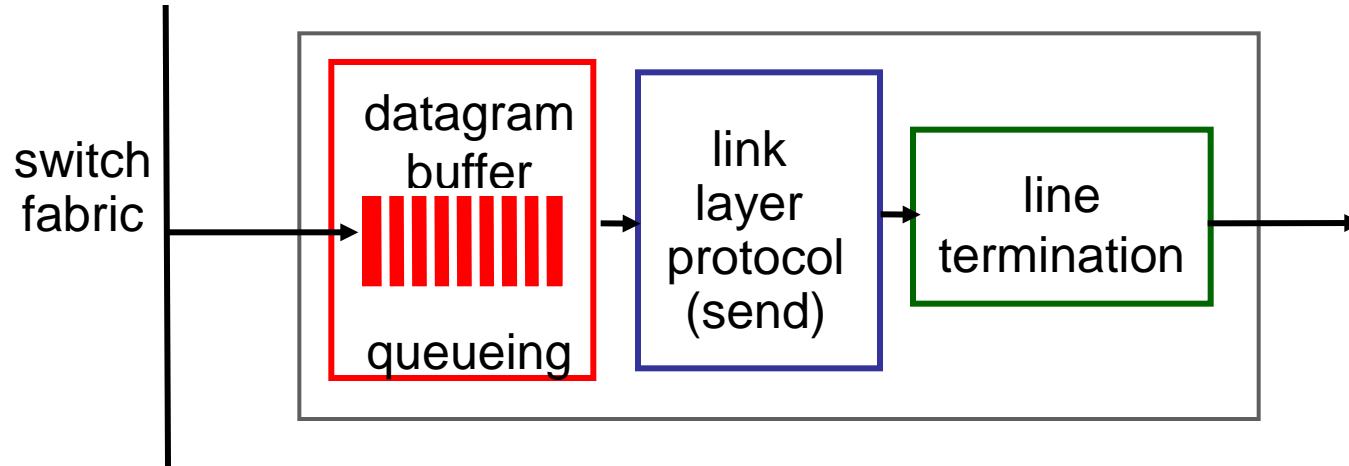 switch
fabric
datagram
buffer
queueing
link
layer
protocol
(send)
line
termination